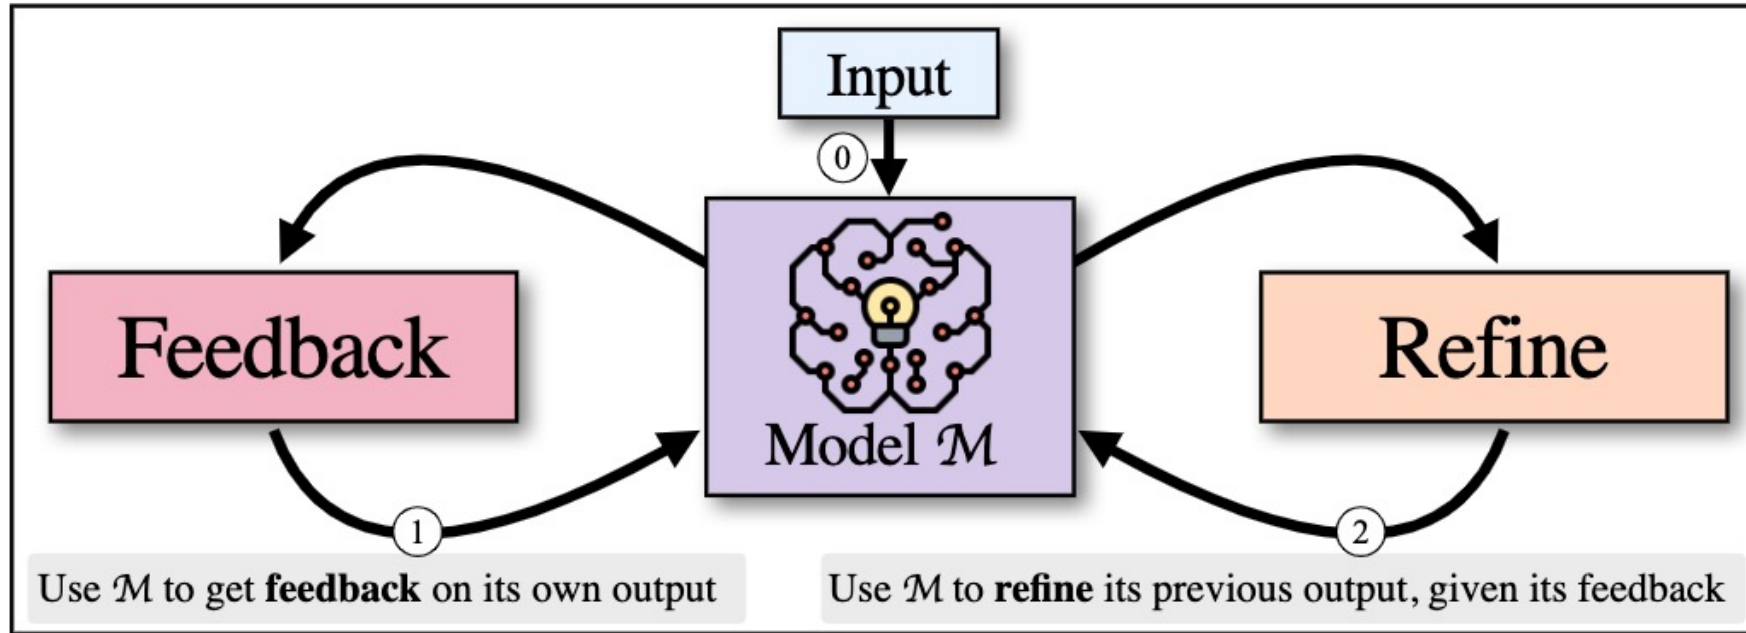 Input
0
Feedback
Model ℳ
Refine
1
2
Use ℳ to get feedback on its own output
Use ℳ to refine its previous output, given its feedback